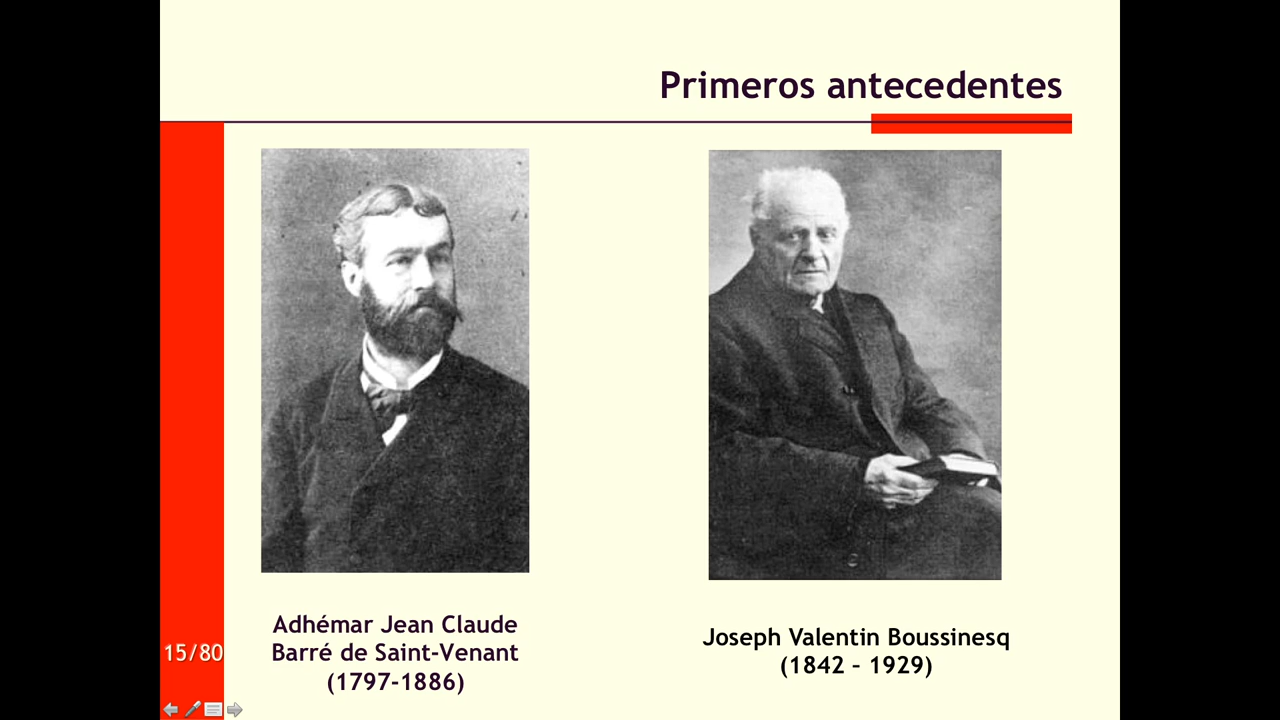 Primeros antecedentes
Adhémar Jean Claude
Barré de Saint-Venant
(1797-1886)
Joseph Valentin Boussinesq
(1842 – 1929)
15/80